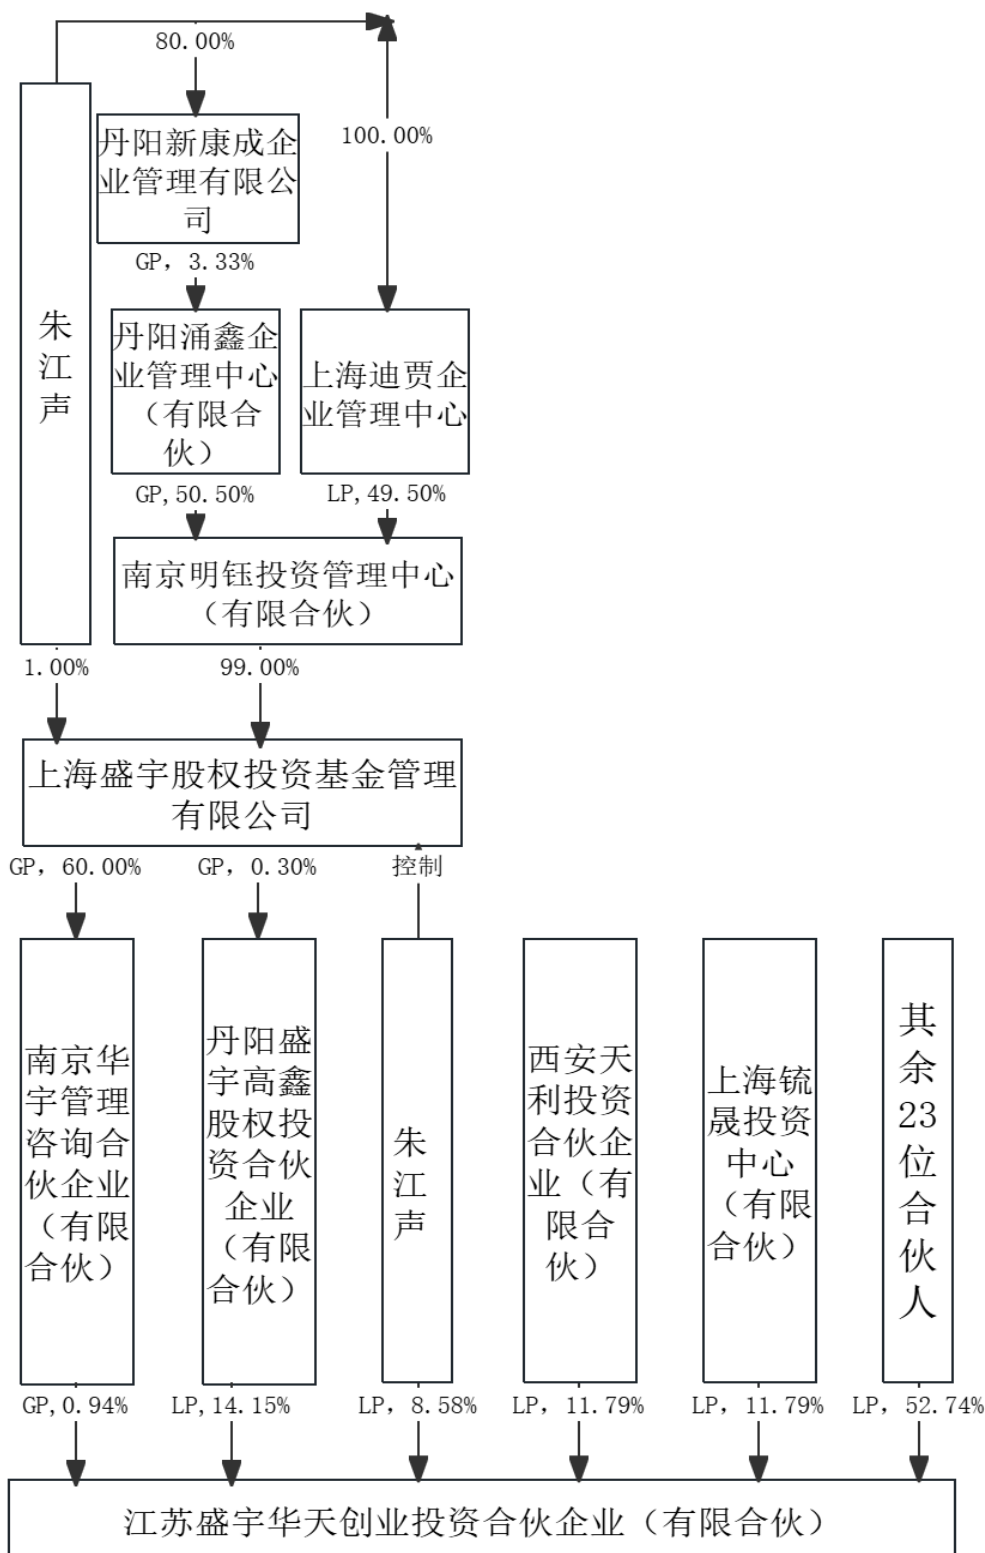 80.00%
100.00%
丹阳新康成企
业管理有限公
司
GP, 3.33%
朱
江
声
丹阳涌鑫企
业管理中心
（有限合
伙）
上海迪贾企
业管理中心
GP,50.50%
LP,49.50%
南京明钰投资管理中心
（有限合伙）
1.00%
99.00%
上海盛宇股权投资基金管理
有限公司
GP, 60.00%
GP, 0.30%
控制
南京华
宇管理
咨询合
伙企业
（有限
合伙）
丹阳盛
宇高鑫
股权投
资合伙
企业
（有限
合伙）
朱
江
声
西安天
利投资
合伙企
业（有
限合
伙）
上海锍
晟投资
中心
（有限
合伙）
其
余
23
位
合
伙
人
GP,0.94%
LP,14.15%
LP, 8.58%
LP, 11.79%
LP, 11.79%
LP, 52.74%
江苏盛宇华天创业投资合伙企业（有限合伙）